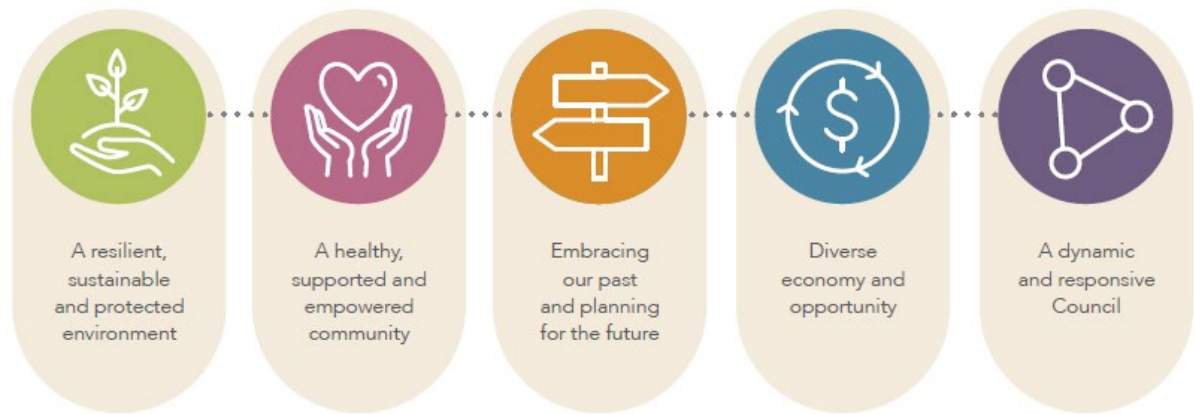 A resilient,
sustainable
and protected
environment
A healthy,
supported and
empowered
community
Embracing
our past
and planning
for the future
Diverse
economy and
opportunity
A dynamic
and responsive
Council
$